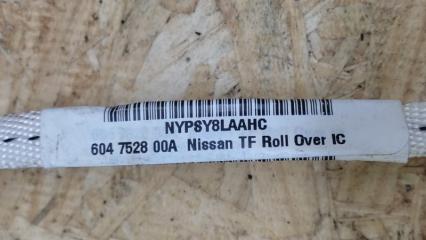 NYPSY8LAAHC
604 7528 00A Nissan TF Roll Over IC